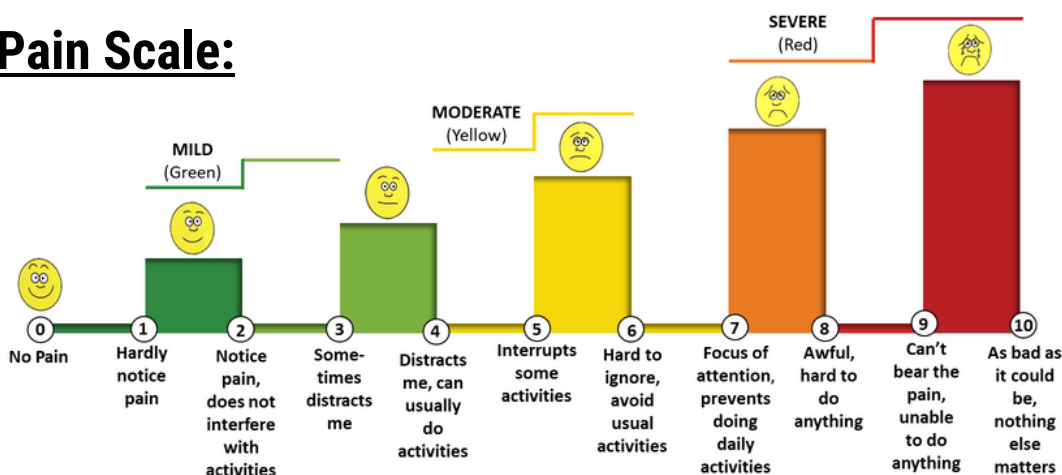 Pain Scale:
MILD
(Green)
MODERATE
(Yellow)
SEVERE
(Red)
0
No Pain
1
Hardly
notice
pain
2
Notice
pain,
does not
interfere
with
activities
3
Some-
times
distracts
me
4
Distracts
me, can
usually
do
activities
5
Interrupts
some
activities
6
Hard to
ignore,
avoid
usual
activities
7
Focus of
attention,
prevents
doing
daily
activities
8
Awful,
hard to
do
anything
9
Can't
bear the
pain,
unable
to do
anything
10
As bad as
it could
be,
nothing
else
matters